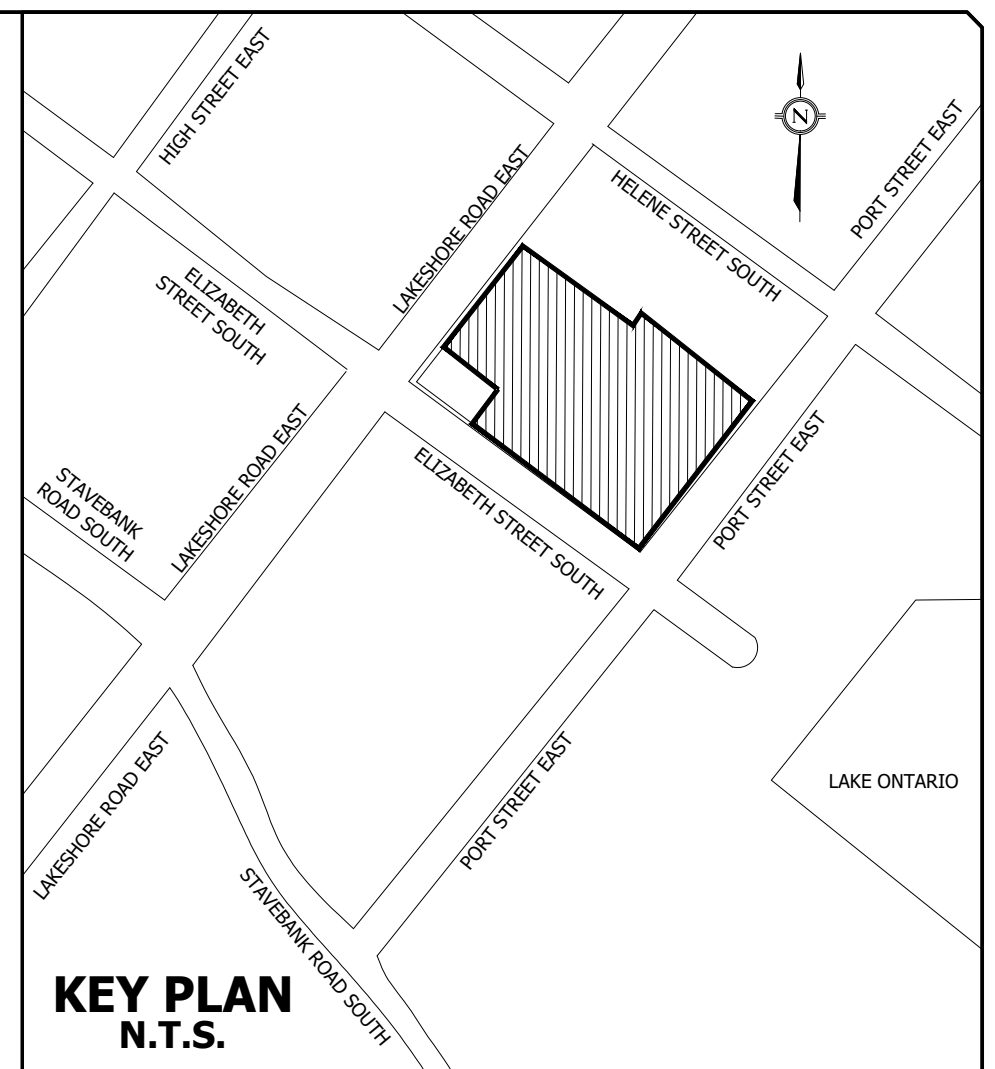 HIGH STREET EAST
LAKESHORE ROAD EAST
HELENE STREET SOUTH
PORT STREET EAST
N
ELIZABETH
STREET SOUTH
LAKESHORE ROAD EAST
STAVEBANK
ROAD SOUTH
ELIZABETH STREET SOUTH
PORT STREET EAST
LAKESHORE ROAD EAST
PORT STREET EAST
LAKE ONTARIO
STAVEBANK ROAD SOUTH
KEY PLAN
N.T.S.